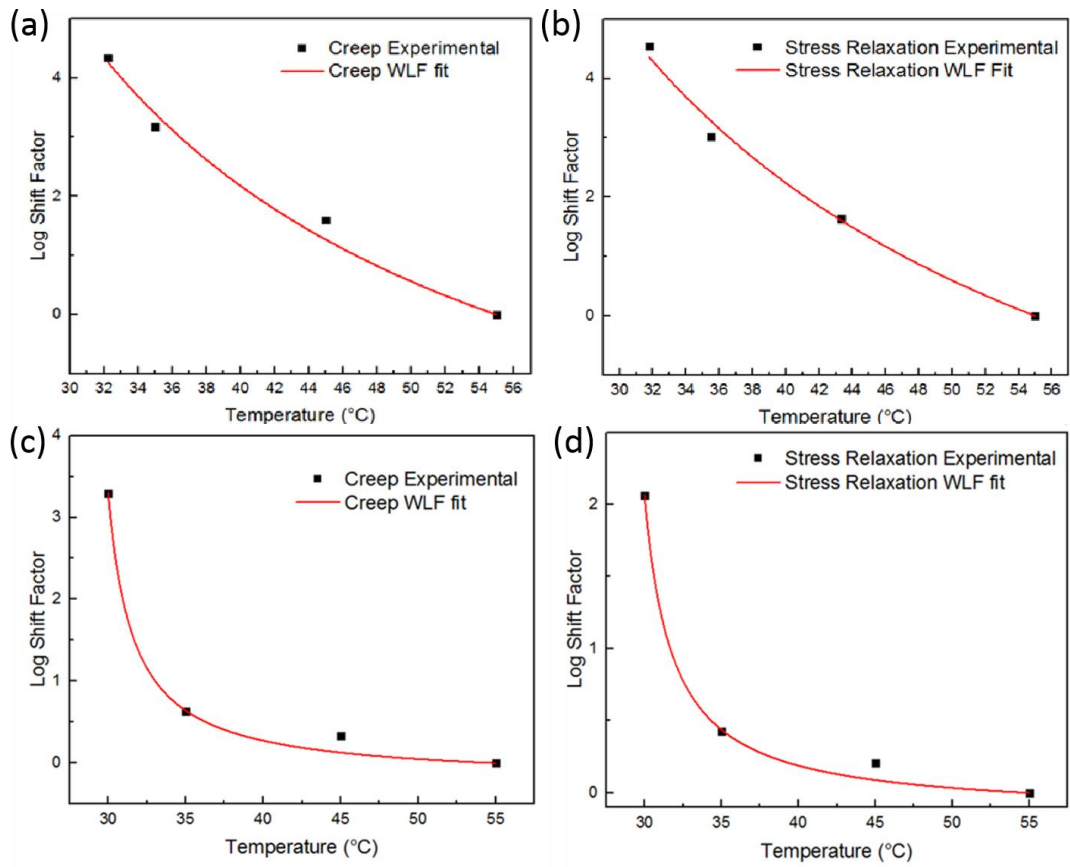 (a)
Creep Experimental
Creep WLF fit
Log Shift Factor
4
2
0
30 32 34 36 38 40 42 44 46 48 50 52 54 56
Temperature (°C)
(b)
Stress Relaxation Experimental
Stress Relaxation WLF Fit
Log Shift Factor
4
2
0
30 32 34 36 38 40 42 44 46 48 50 52 54 56
Temperature (°C)
(c)
Creep Experimental
Creep WLF fit
Log Shift Factor
4
3
2
1
0
30 35 40 45 50 55
Temperature (°C)
(d)
Stress Relaxation Experimental
Stress Relaxation WLF fit
Log Shift Factor
2
1
0
30 35 40 45 50 55
Temperature (°C)